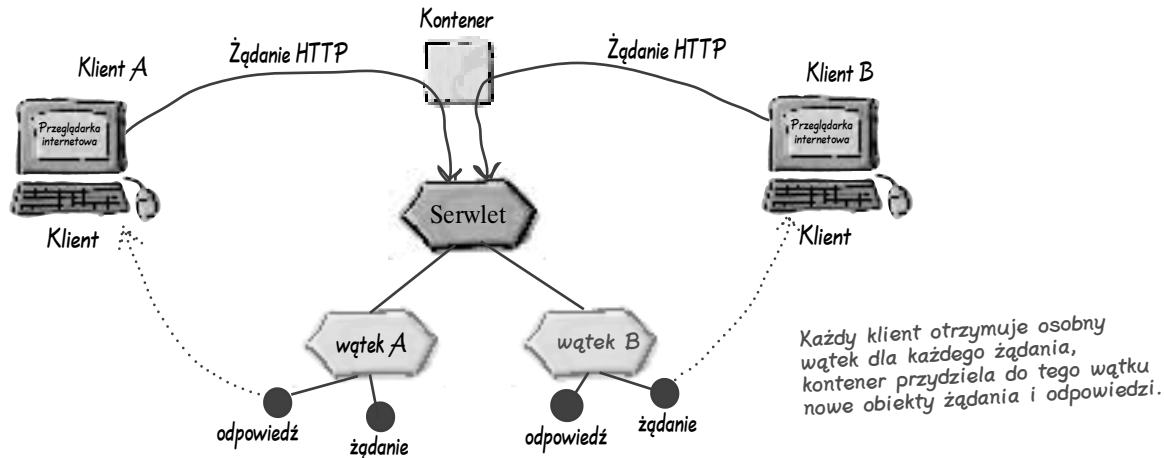 Kontener
Klient A
Żądanie HTTP
Żądanie HTTP
Klient B
Przeglądarka
internetowa
Przeglądarka
internetowa
Serwlet
Klient
Klient
wątek A
wątek B
Każdy klient otrzymuje osobny
wątek dla każdego żądania,
kontener przydziela do tego wątku
nowe obiekty żądania i odpowiedzi.
odpowiedź
żądanie
odpowiedź
żądanie